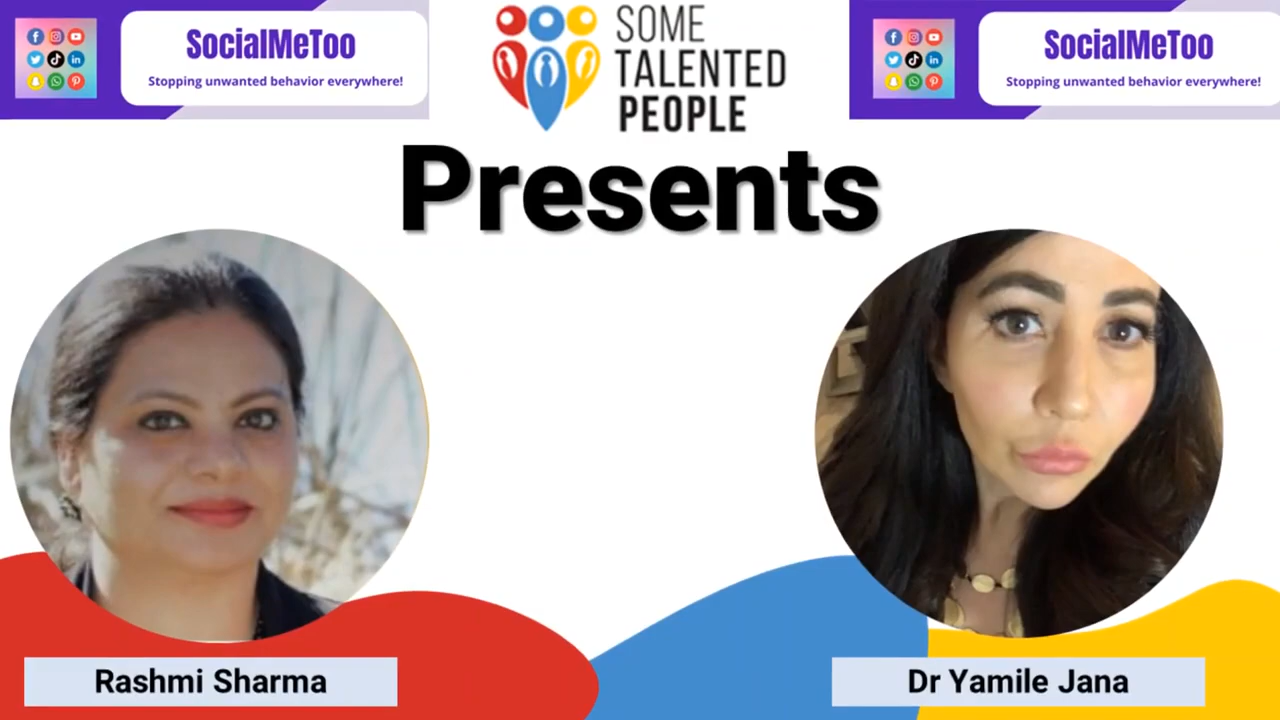 SocialMeToo
Stopping unwanted behavior everywhere!
SOME
TALENTED
PEOPLE
SocialMeToo
Stopping unwanted behavior everywhere!
Presents
Rashmi Sharma
Dr Yamile Jana